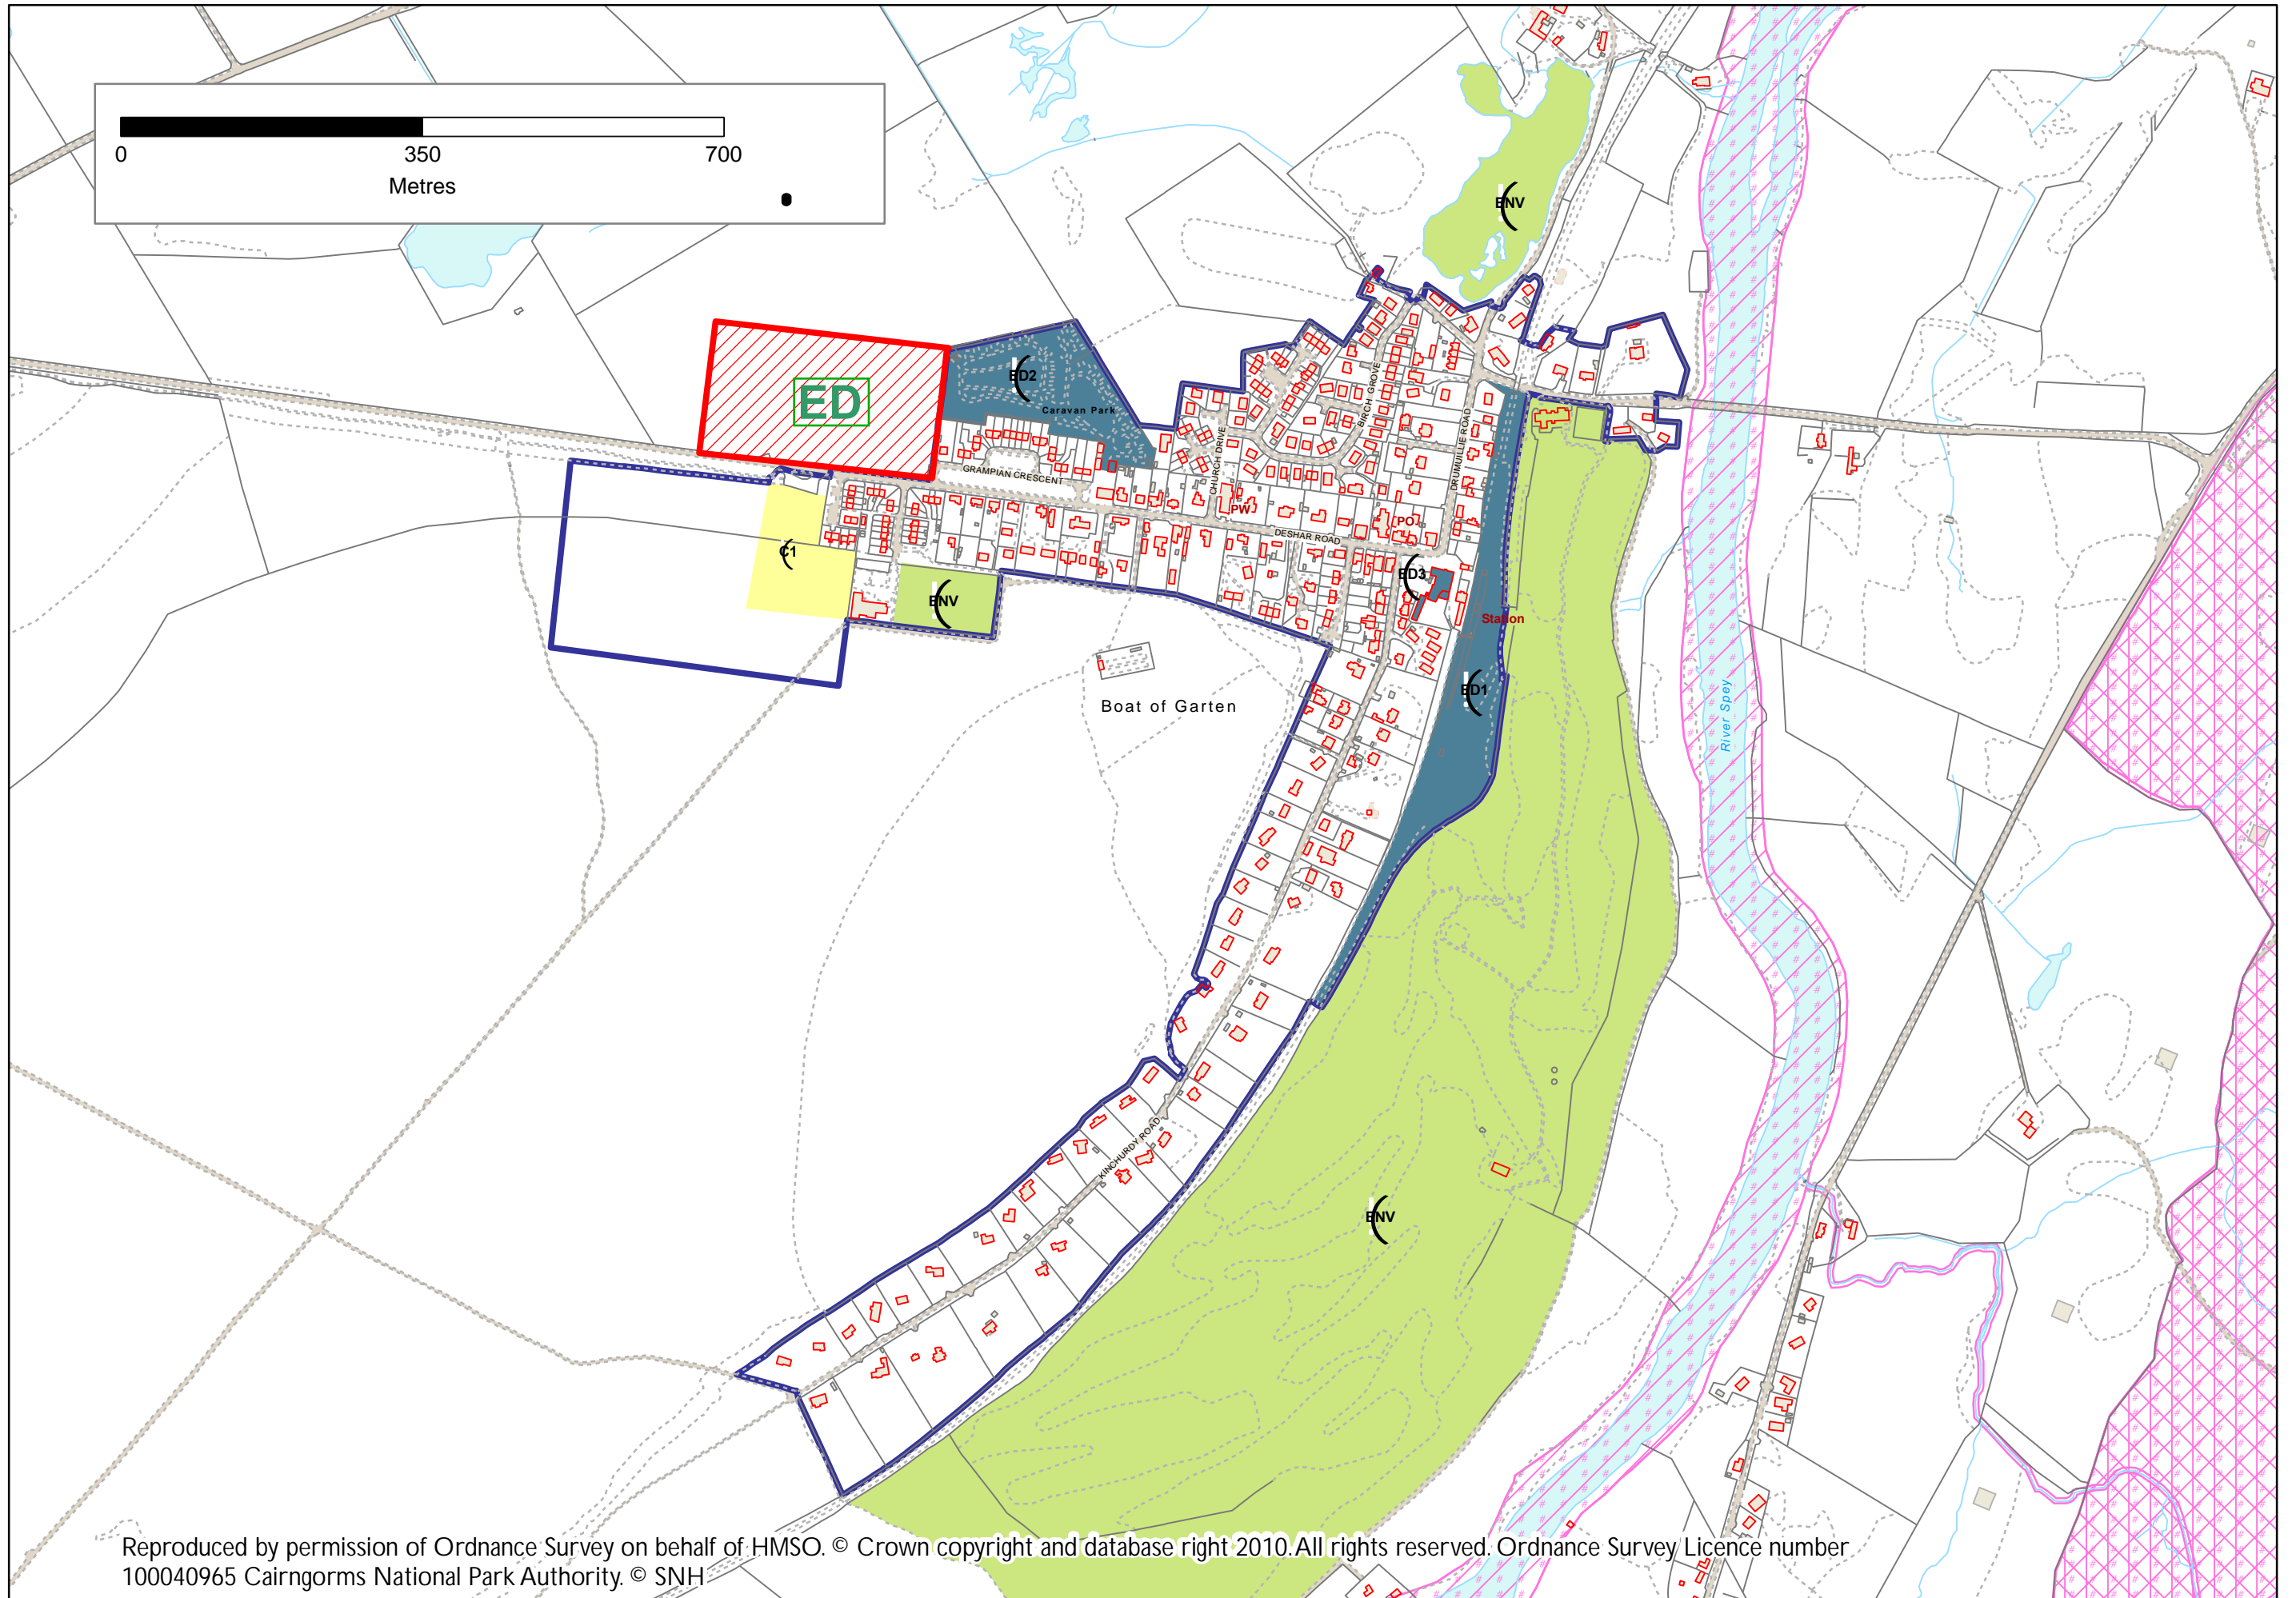 0 350 700
Metres
ENV
ED
ED2
Caravan Park
BIRCH GROVE
CHURCH DRIVE
DRUMUILLIE ROAD
GRAMPIAN CRESCENT
PW
PO
DESHAR ROAD
C1
ED3
ENV
Station
ED1
Boat of Garten
River Spey
KINCHURDY ROAD
ENV
Reproduced by permission of Ordnance Survey on behalf of HMSO. © Crown copyright and database right 2010. All rights reserved. Ordnance Survey Licence number
100040965 Cairngorms National Park Authority. © SNH